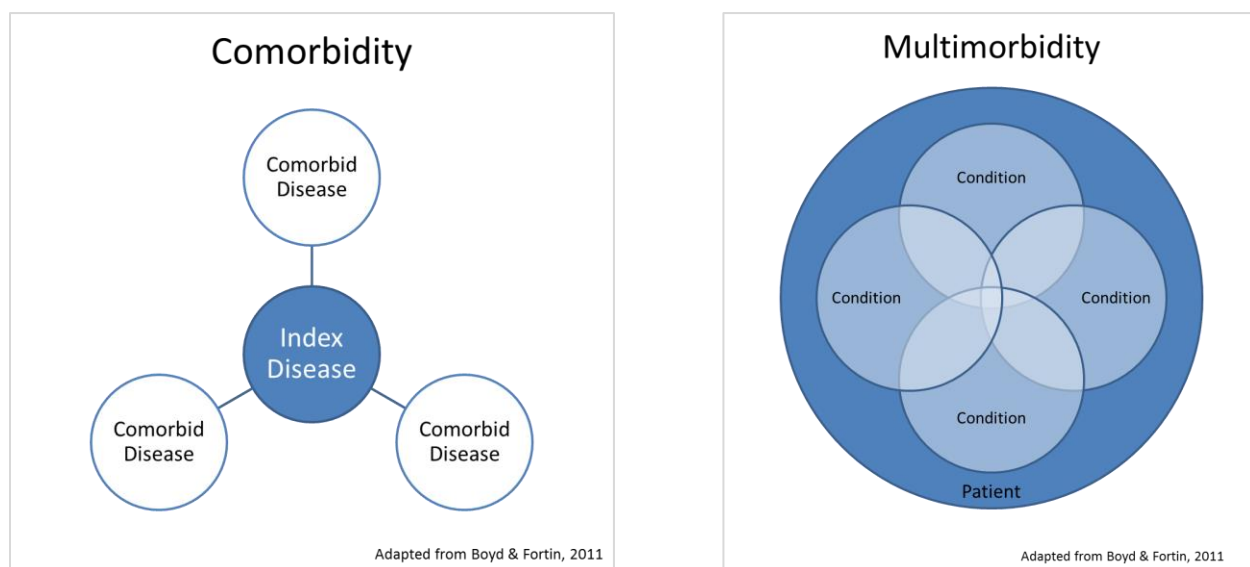 Comorbidity
Comorbid
Disease
Index
Disease
Comorbid
Disease
Comorbid
Disease
Adapted from Boyd & Fortin, 2011
Multimorbidity
Condition
Condition
Condition
Condition
Patient
Adapted from Boyd & Fortin, 2011